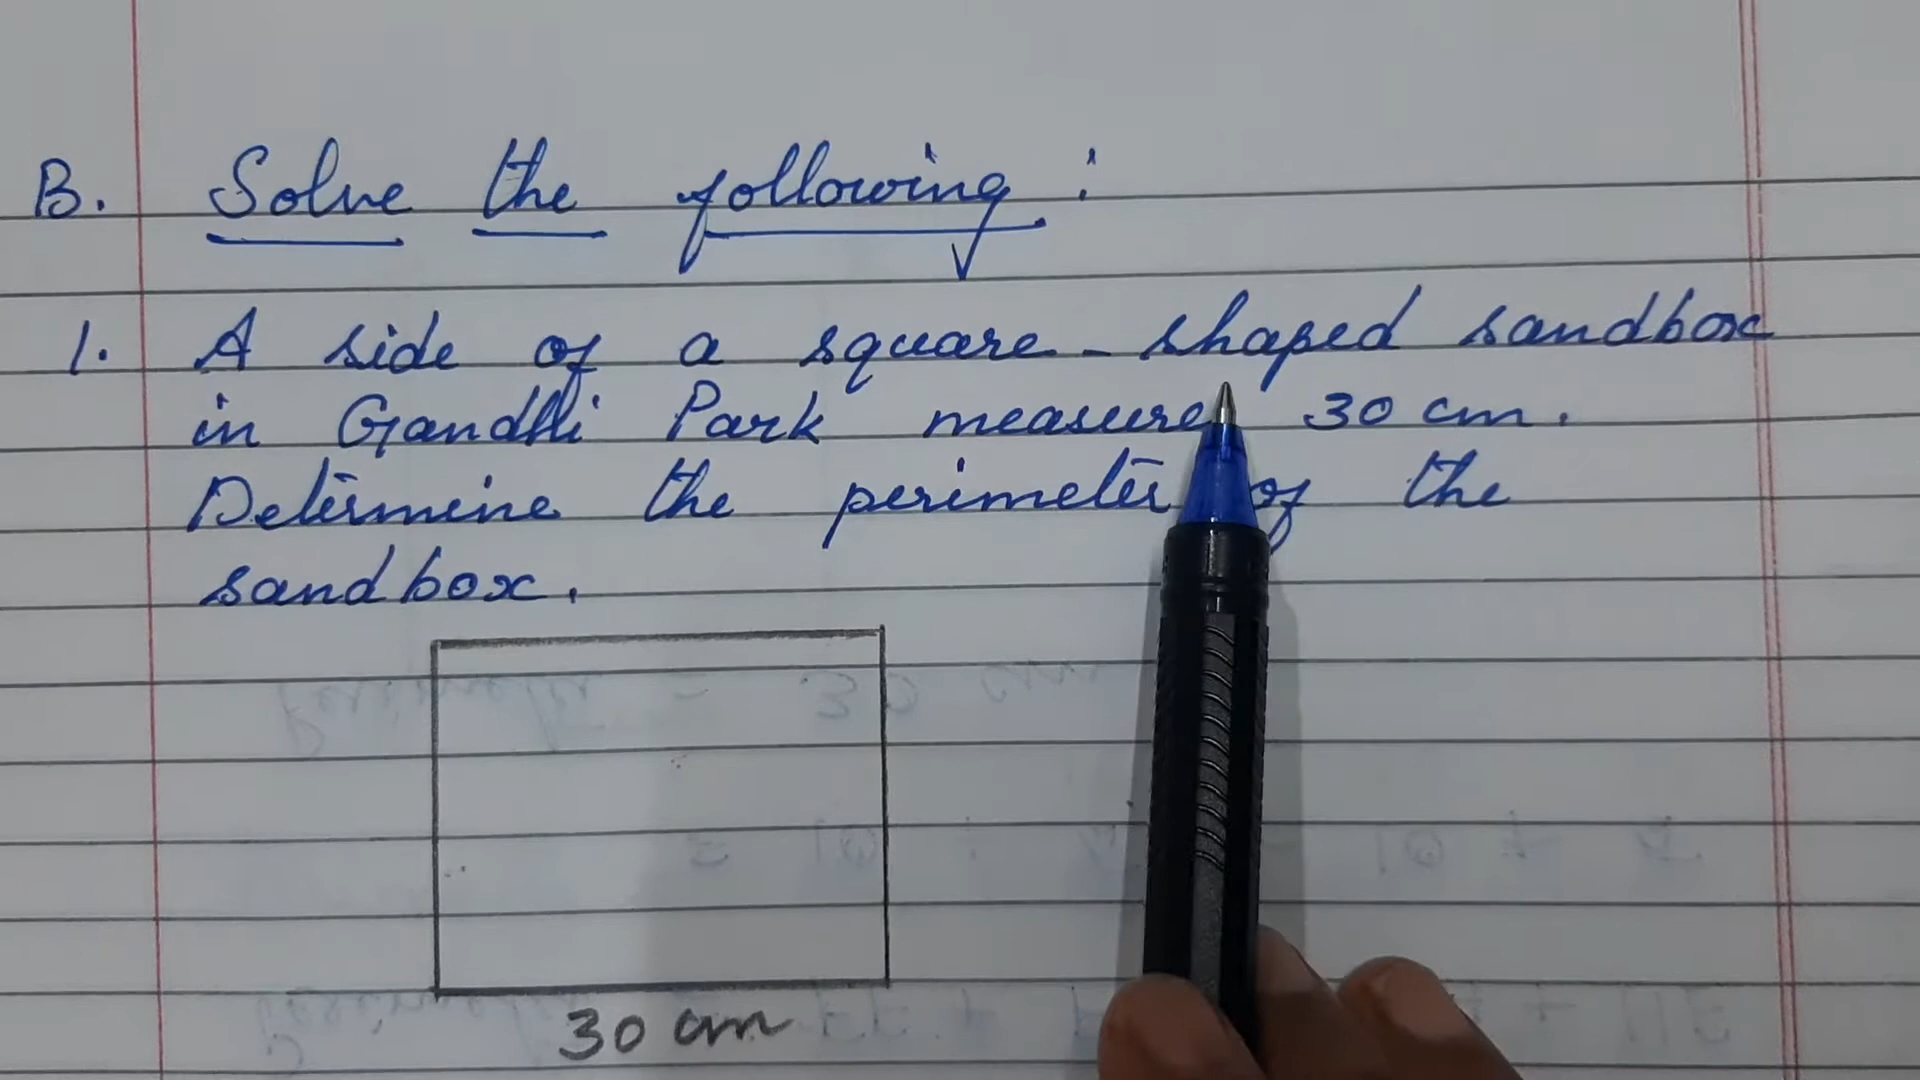 B. Solve the following :
1. A side of a square-shaped sandbox
in Gandhi Park measures 30 cm.
Determine the perimeter of the
sandbox.
30 cm